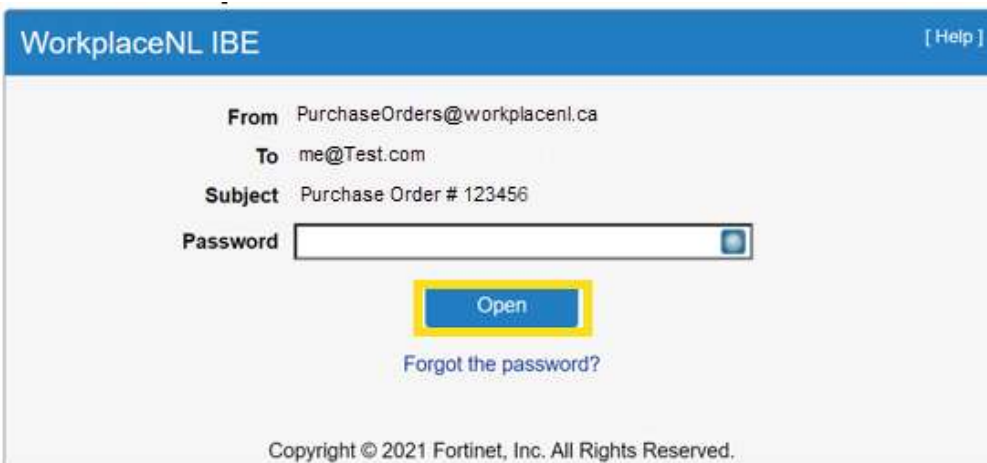 WorkplaceNL IBE [ Help ]
From PurchaseOrders@workplacenl.ca
To me@Test.com
Subject Purchase Order # 123456
Password
Open
Forgot the password?
Copyright © 2021 Fortinet, Inc. All Rights Reserved.